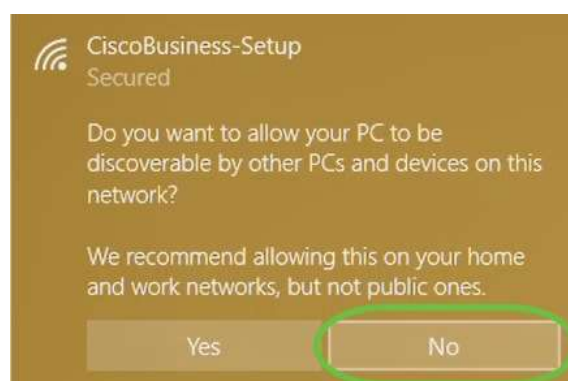 CiscoBusiness-Setup
Secured
Do you want to allow your PC to be
discoverable by other PCs and devices on this
network?
We recommend allowing this on your home
and work networks, but not public ones.
Yes
No